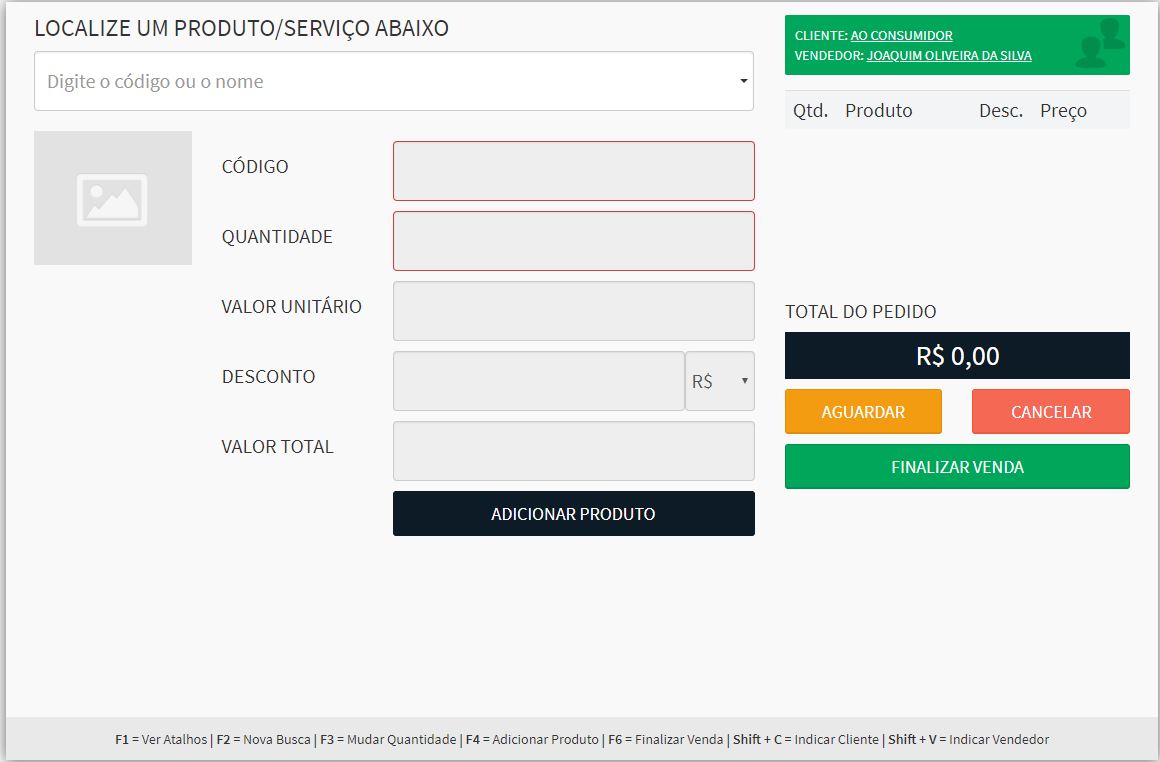 LOCALIZE UM PRODUTO/SERVIÇO ABAIXO
Digite o código ou o nome
CÓDIGO
QUANTIDADE
VALOR UNITÁRIO
DESCONTO
R$
VALOR TOTAL
ADICIONAR PRODUTO
CLIENTE: AO CONSUMIDOR
VENDEDOR: JOAQUIM OLIVEIRA DA SILVA
Qtd. Produto Desc. Preço
TOTAL DO PEDIDO
R$ 0,00
AGUARDAR CANCELAR
FINALIZAR VENDA
F1 = Ver Atalhos | F2 = Nova Busca | F3 = Mudar Quantidade | F4 = Adicionar Produto | F6 = Finalizar Venda | Shift + C = Indicar Cliente | Shift + V = Indicar Vendedor